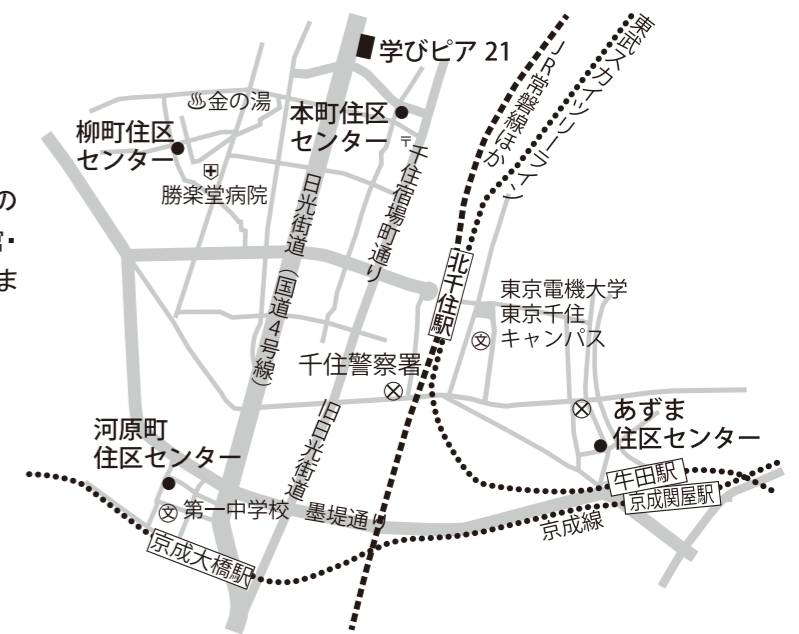 学びピア 21
東武スカイツリーライン
JR常磐線ほか
♨金の湯
本町住区
センター
柳町住区
センター
〒
千住宿場町通り
勝楽堂病院
の
ま
日光街道（国道4号線）
北千住駅
東京電機大学
東京千住
キャンパス
文
千住警察署
旧日光街道
あずま
住区センター
河原町
住区センター
牛田駅
京成関屋駅
文 第一中学校
墨堤通り
京成線
京成大橋駅